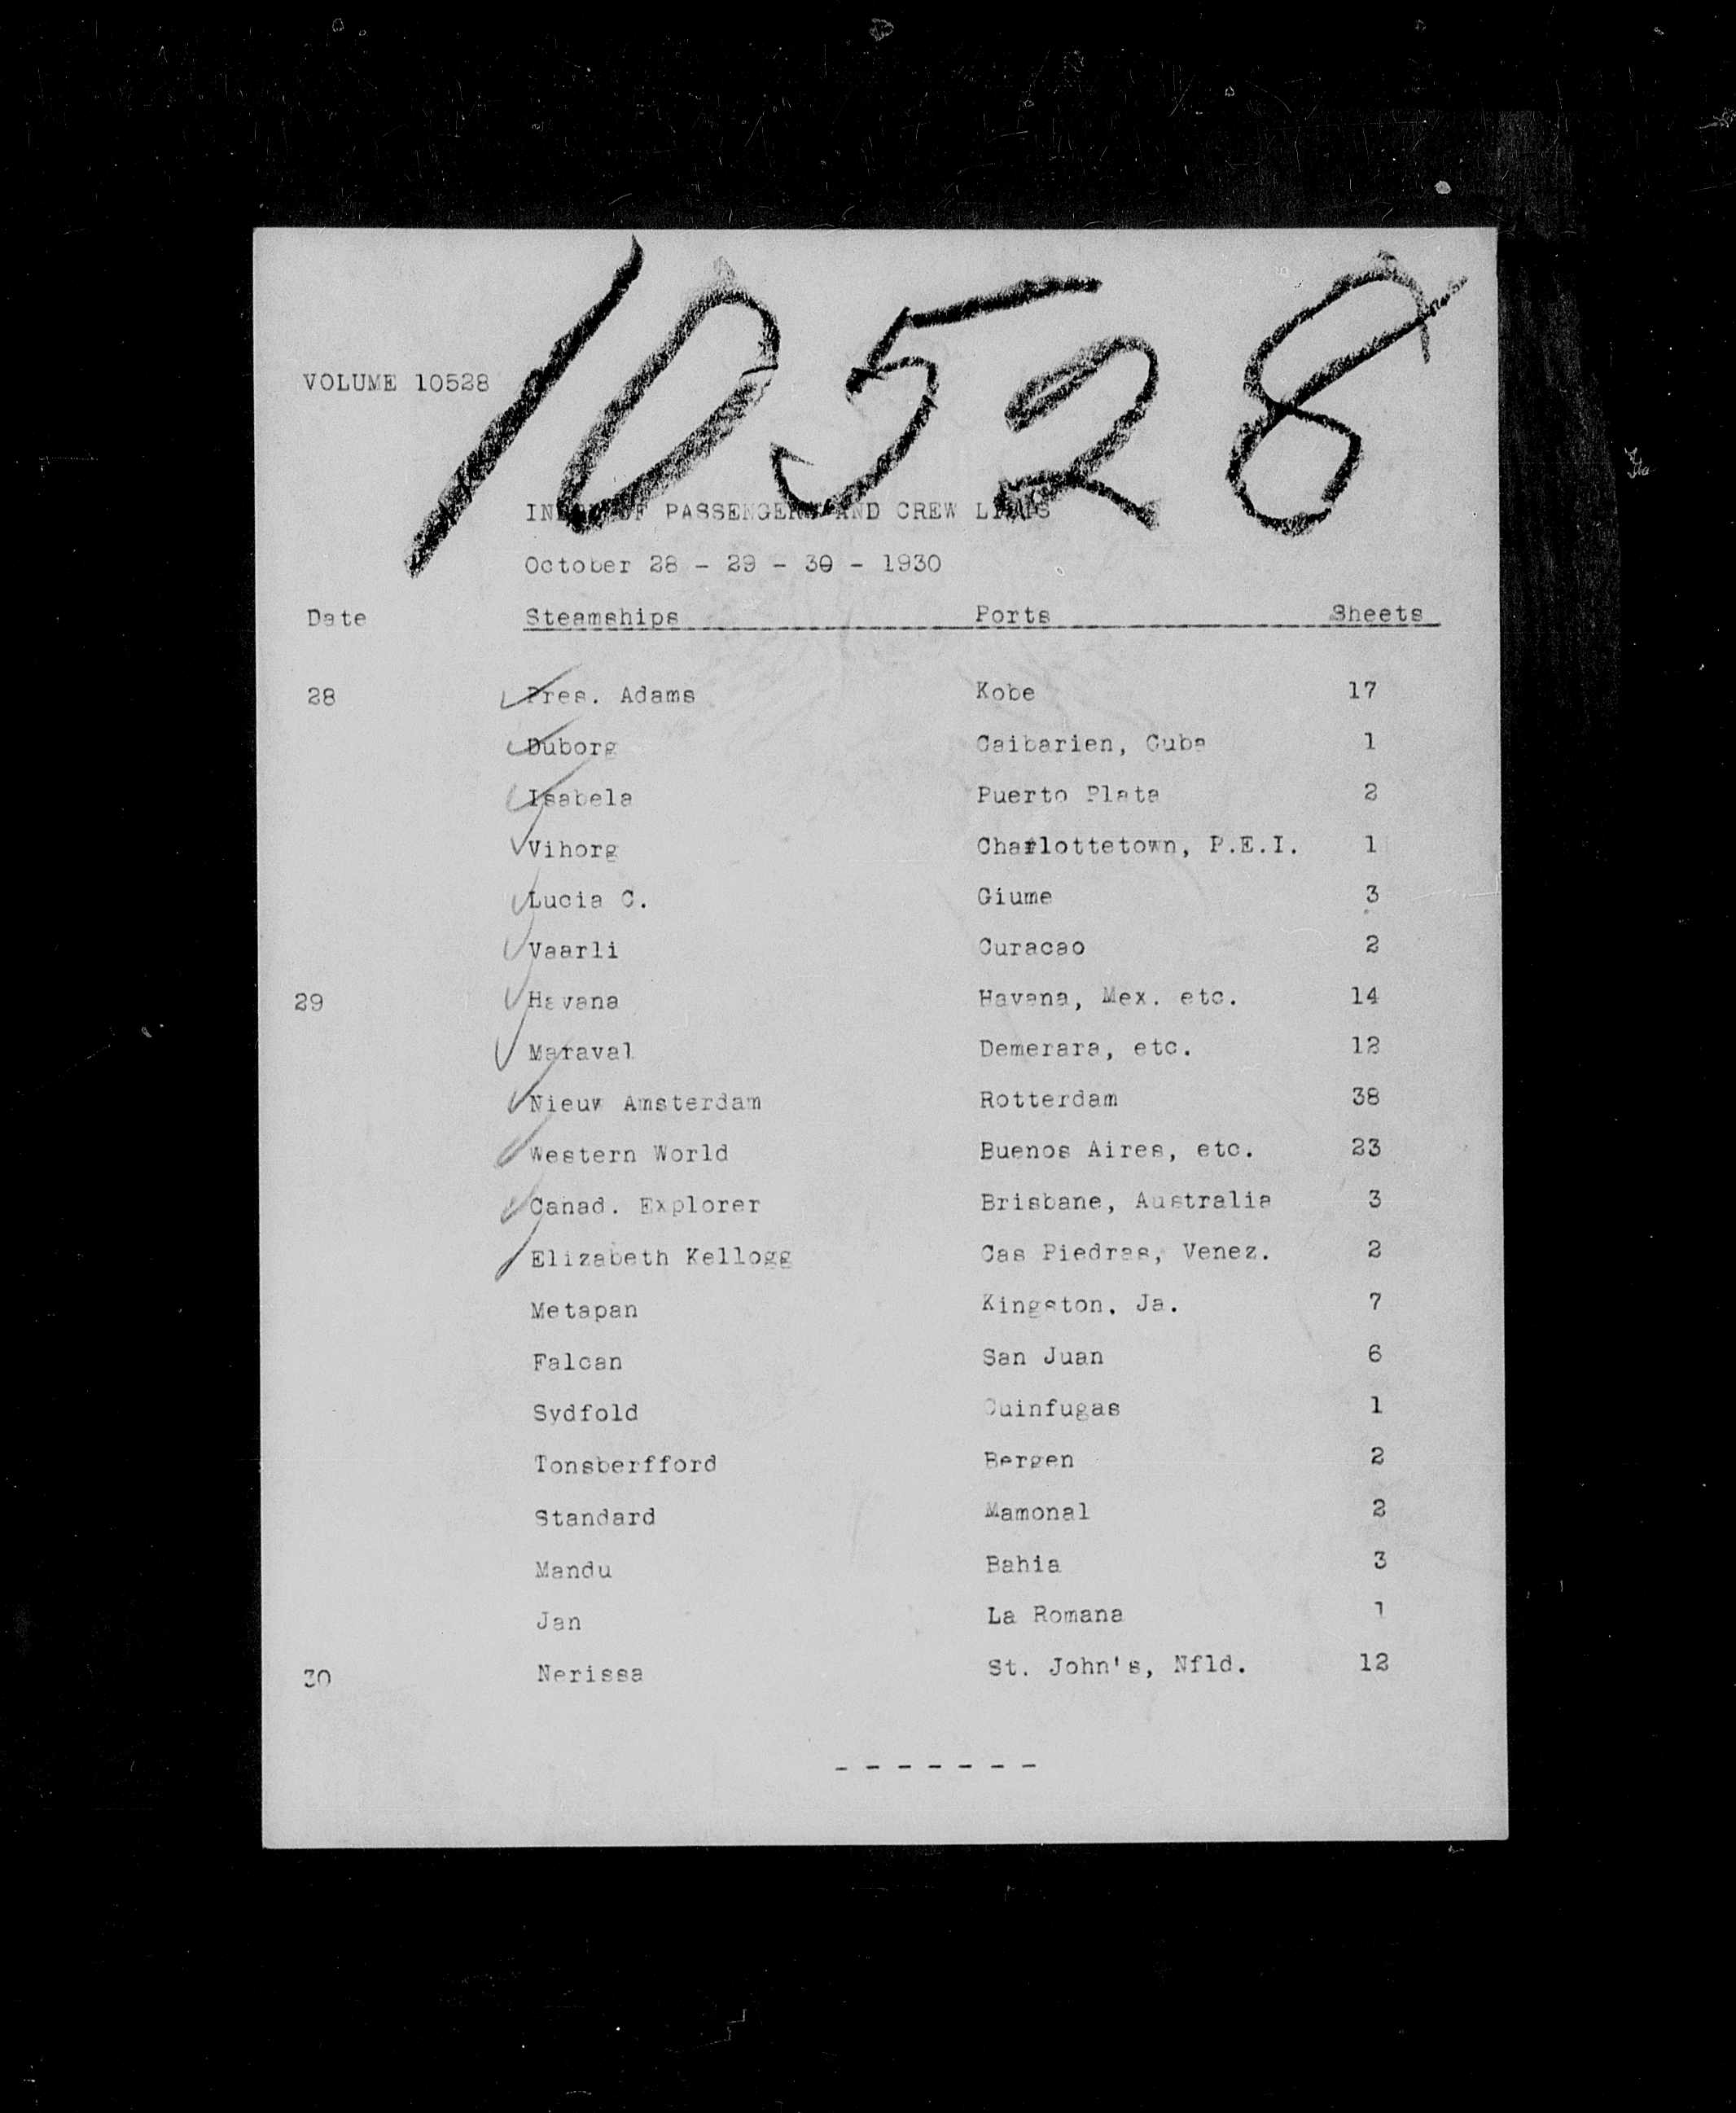 10528
VOLUME 10528
INDEX OF PASSENGERS AND CREW LISTS
October 28 - 29 - 30 - 1930
Date Steamships Ports Sheets
28 Pres. Adams Kobe 17
Duborg Caibarien, Cuba 1
Isabela Puerto Plata 2
Vihorg Charlottetown, P.E.I. 1
Lucia C. Giume 3
Vaarli Curacao 2
29 Havana Havana, Mex. etc. 14
Maraval Demerara, etc. 12
Nieuw Amsterdam Rotterdam 38
Western World Buenos Aires, etc. 23
Canad. Explorer Brisbane, Australia 3
Elizabeth Kellogg Cas Piedras, Venez. 2
Metapan Kingston, Ja. 7
Falcan San Juan 6
Sydfold Cuinfugas 1
Tonsberfford Bergen 2
Standard Mamonal 2
Mandu Bahia 3
Jan La Romana 1
30 Nerissa St. John's, Nfld. 12
- - - - - - -